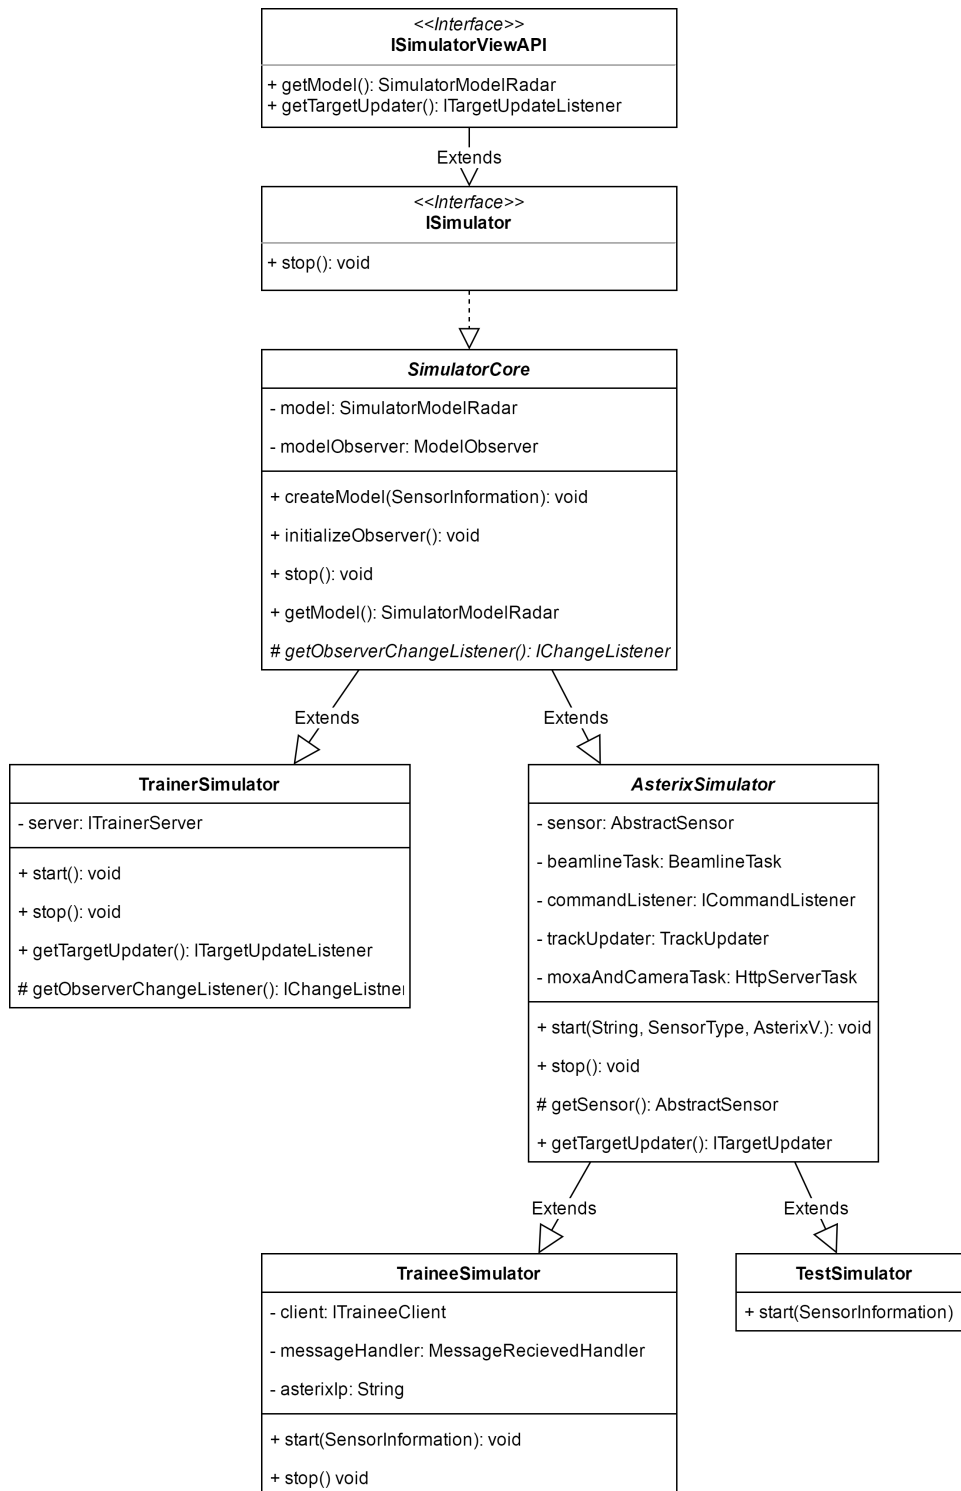 <<Interface>>
ISimulatorViewAPI
+ getModel(): SimulatorModelRadar
+ getTargetUpdater(): ITargetUpdateListener
Extends
<<Interface>>
ISimulator
+ stop(): void
SimulatorCore
- model: SimulatorModelRadar
- modelObserver: ModelObserver
+ createModel(SensorInformation): void
+ initializeObserver(): void
+ stop(): void
+ getModel(): SimulatorModelRadar
# getObserverChangeListener(): IChangeListener
Extends
Extends
TrainerSimulator
- server: ITrainerServer
+ start(): void
+ stop(): void
+ getTargetUpdater(): ITargetUpdateListener
# getObserverChangeListener(): IChangeListner
AsterixSimulator
- sensor: AbstractSensor
- beamlineTask: BeamlineTask
- commandListener: ICommandListener
- trackUpdater: TrackUpdater
- moxaAndCameraTask: HttpServerTask
+ start(String, SensorType, AsterixV.): void
+ stop(): void
# getSensor(): AbstractSensor
+ getTargetUpdater(): ITargetUpdater
Extends
Extends
TraineeSimulator
- client: ITraineeClient
- messageHandler: MessageRecievedHandler
- asterixIp: String
+ start(SensorInformation): void
+ stop() void
TestSimulator
+ start(SensorInformation)